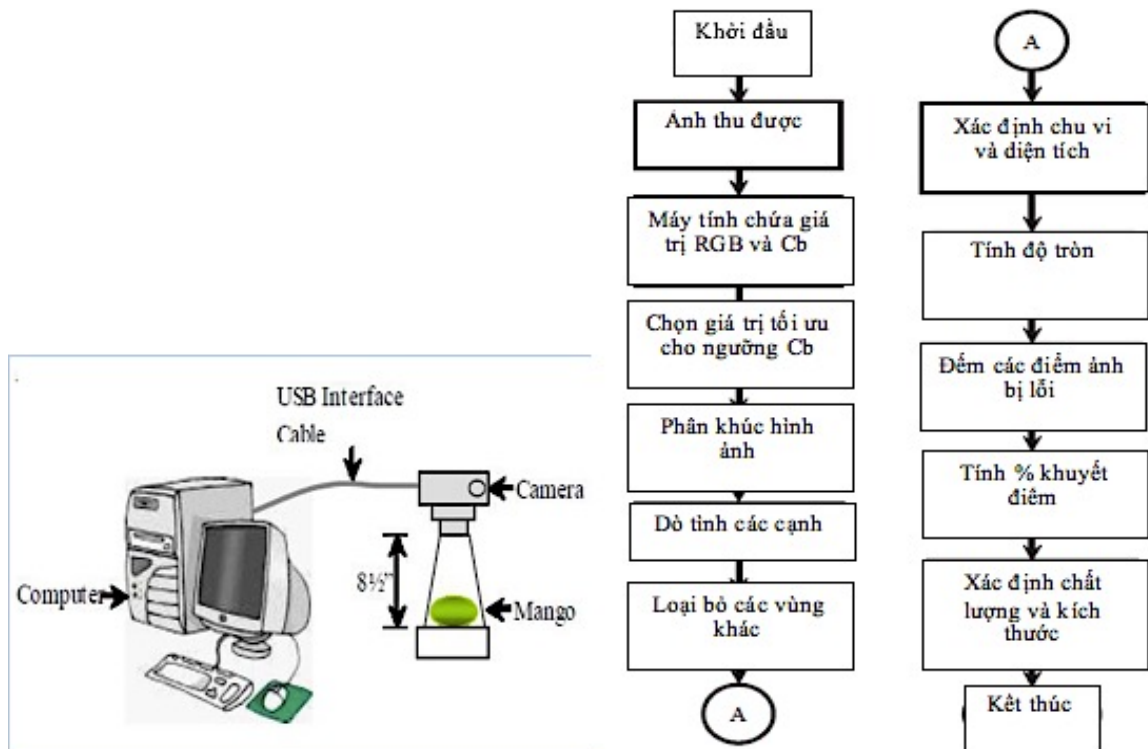 USB Interface
Cable
Camera
8½"
Computer
Mango
Khởi đầu
Ảnh thu được
Máy tính chứa giá
trị RGB và Cb
Chọn giá trị tối ưu
cho ngưỡng Cb
Phân khúc hình
ảnh
Dò tình các cạnh
Loại bỏ các vùng
khác
A
A
Xác định chu vi
và diện tích
Tính độ tròn
Đếm các điểm ảnh
bị lỗi
Tính % khuyết
điểm
Xác định chất
lượng và kích
thước
Kết thúc